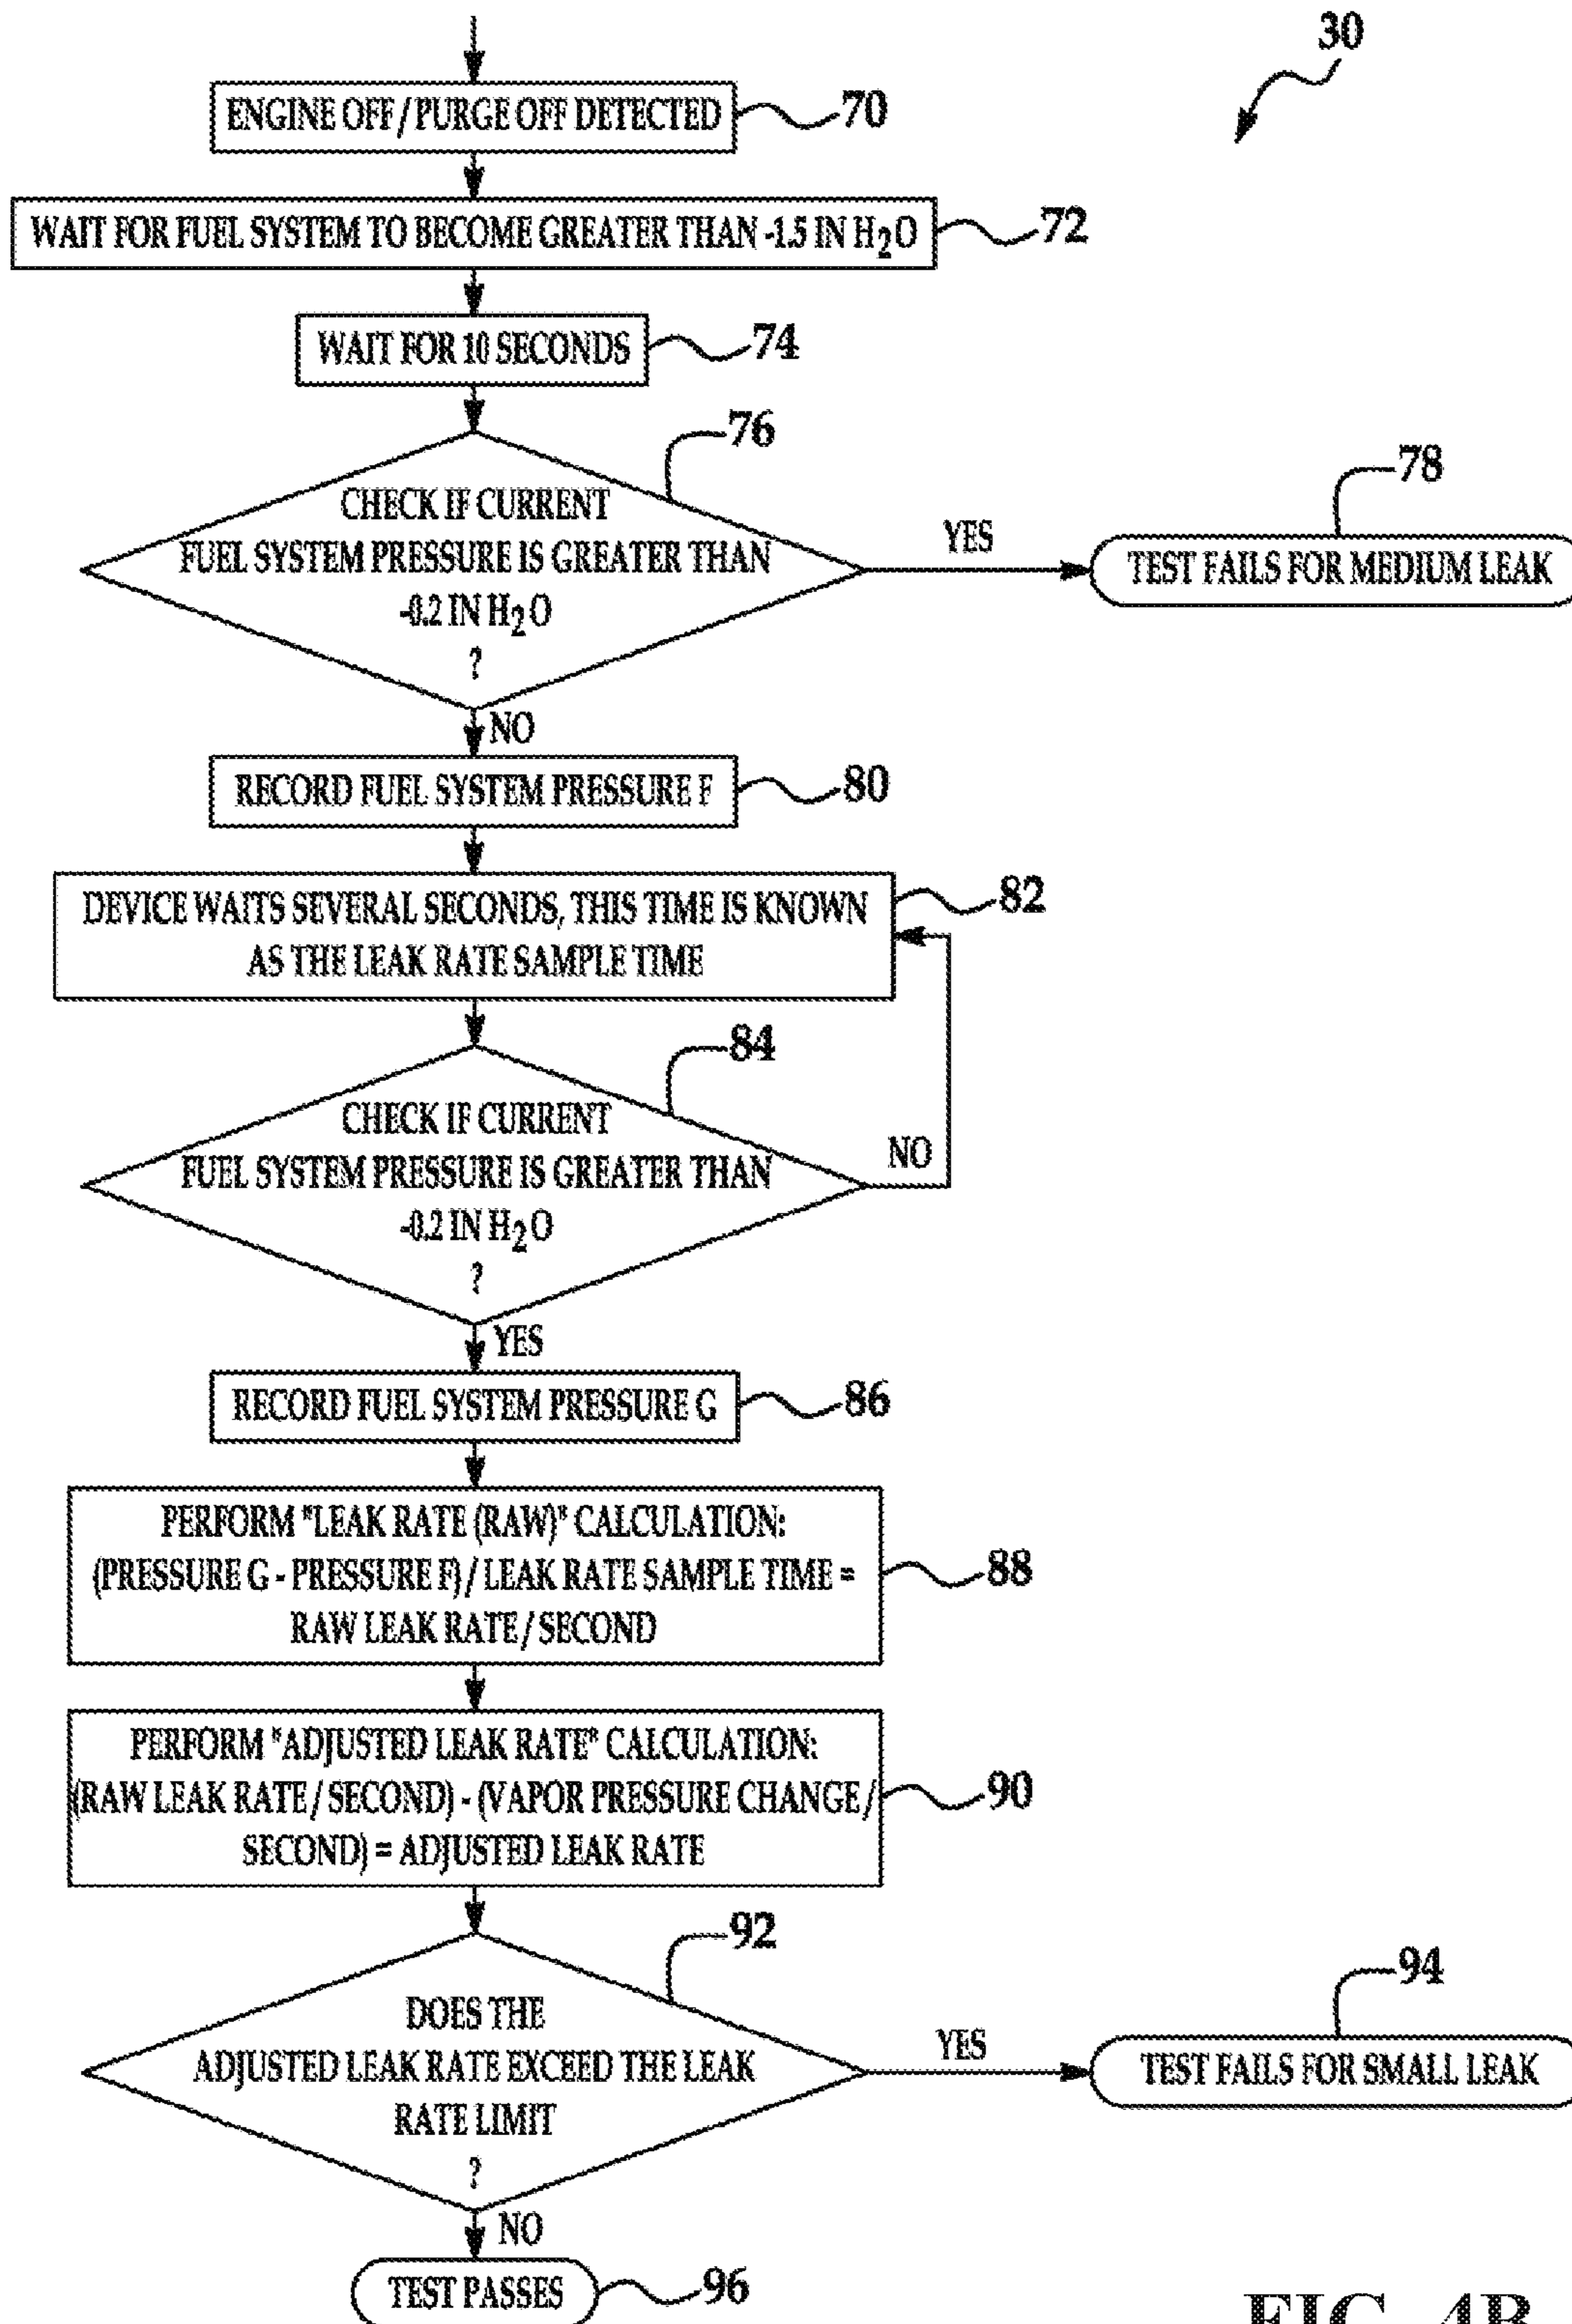 30
ENGINE OFF / PURGE OFF DETECTED
70
WAIT FOR FUEL SYSTEM TO BECOME GREATER THAN -1.5 IN H2O
72
WAIT FOR 10 SECONDS
74
76
CHECK IF CURRENT
FUEL SYSTEM PRESSURE IS GREATER THAN
-0.2 IN H2O
?
YES
78
TEST FAILS FOR MEDIUM LEAK
NO
RECORD FUEL SYSTEM PRESSURE F
80
DEVICE WAITS SEVERAL SECONDS, THIS TIME IS KNOWN
AS THE LEAK RATE SAMPLE TIME
82
84
CHECK IF CURRENT
FUEL SYSTEM PRESSURE IS GREATER THAN
-0.2 IN H2O
?
NO
YES
RECORD FUEL SYSTEM PRESSURE G
86
PERFORM "LEAK RATE (RAW)" CALCULATION:
(PRESSURE G - PRESSURE F) / LEAK RATE SAMPLE TIME =
RAW LEAK RATE / SECOND
88
PERFORM "ADJUSTED LEAK RATE" CALCULATION:
(RAW LEAK RATE / SECOND) - (VAPOR PRESSURE CHANGE /
SECOND) = ADJUSTED LEAK RATE
90
92
DOES THE
ADJUSTED LEAK RATE EXCEED THE LEAK
RATE LIMIT
?
YES
94
TEST FAILS FOR SMALL LEAK
NO
TEST PASSES
96
FIG. 4B